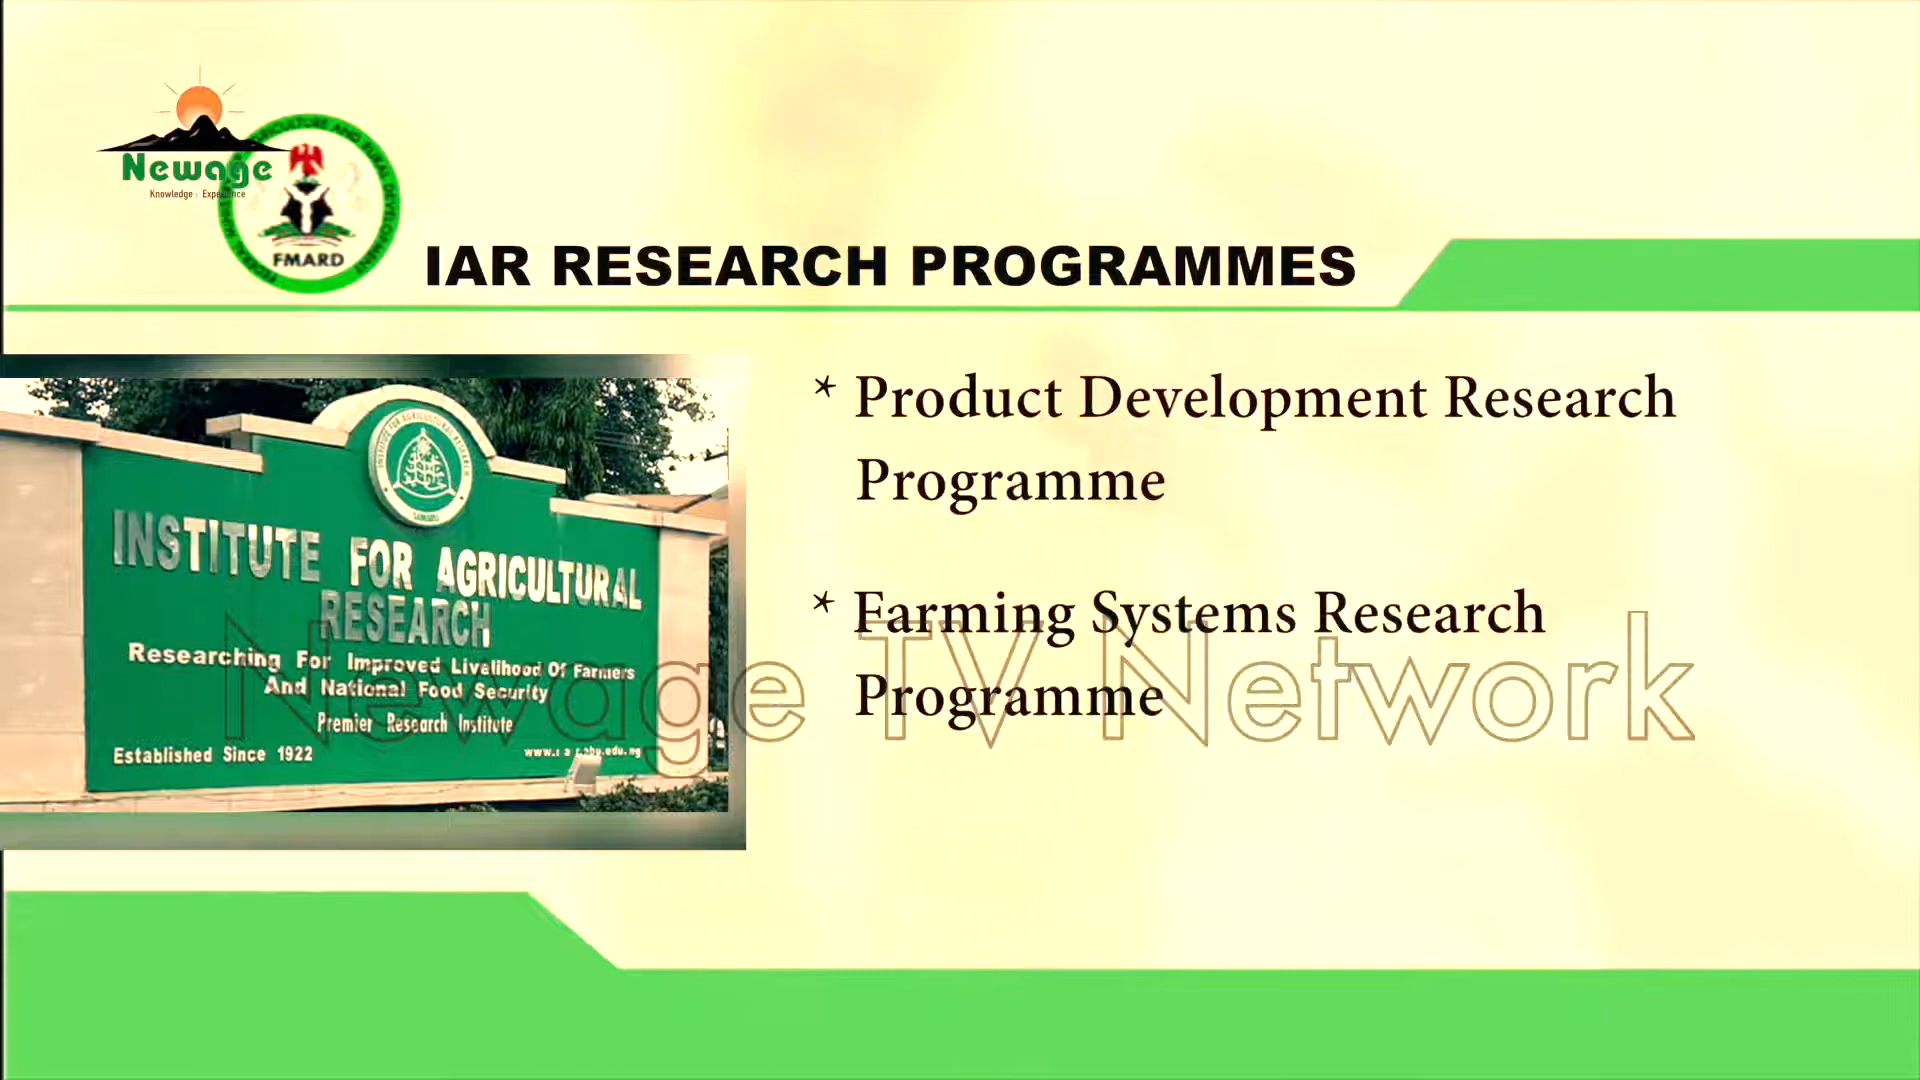 Newage
Knowledge : Experience
FMARD
IAR RESEARCH PROGRAMMES
* Product Development Research
Programme
* Farming Systems Research
Programme
INSTITUTE FOR AGRICULTURAL
RESEARCH
Researching For Improved Livelihood Of Farmers
And National Food Security
Premier Research Institute
Established Since 1922
Newage TV Network